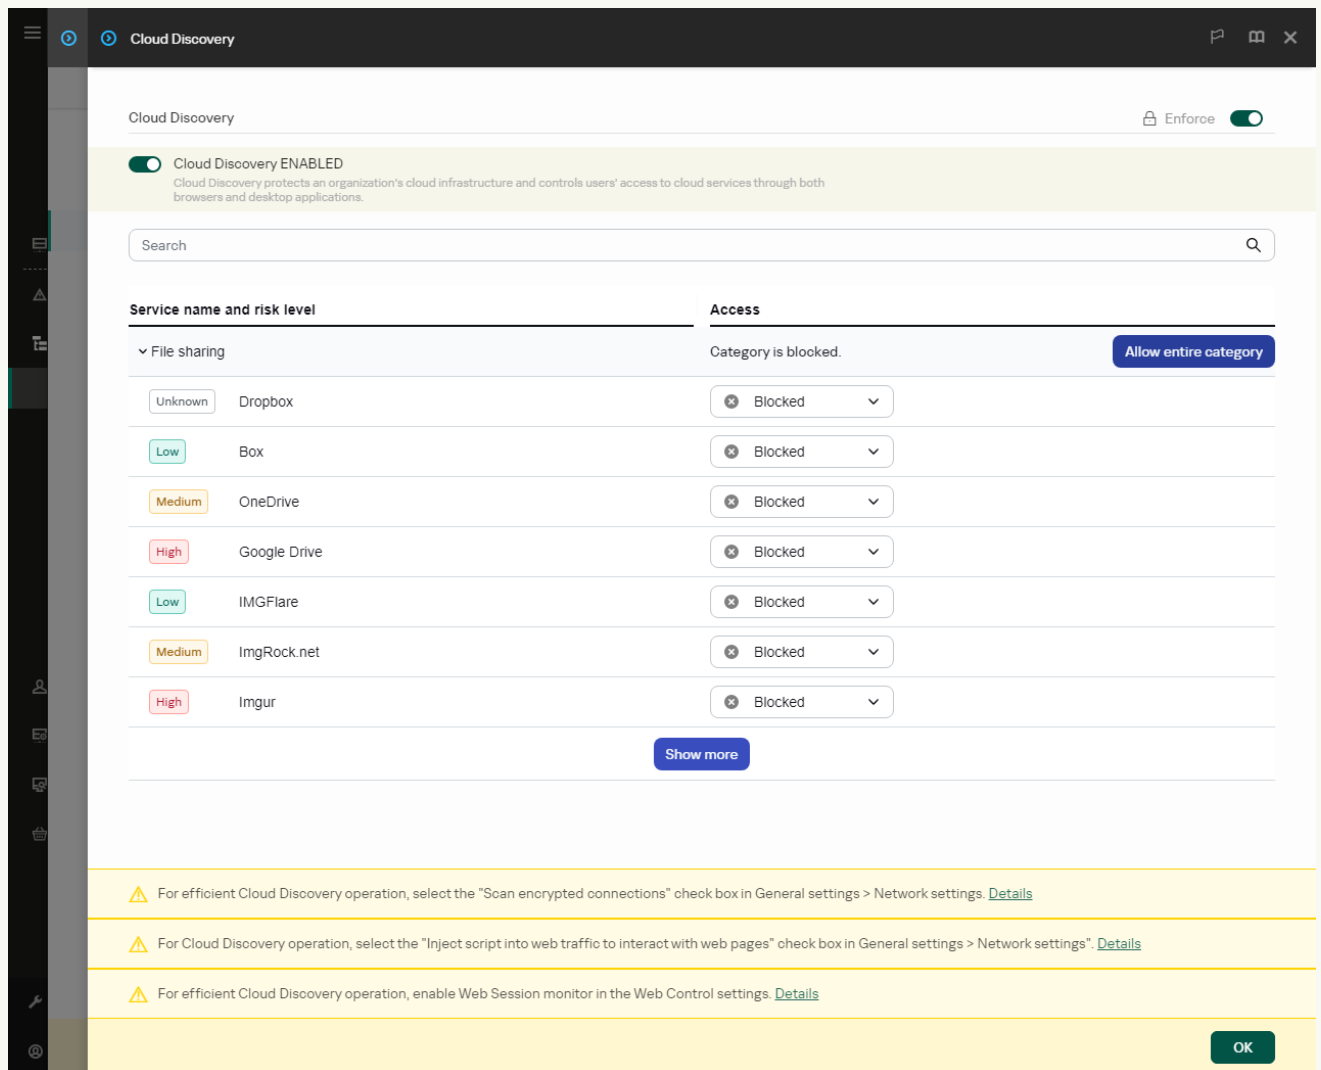 Cloud Discovery
Cloud Discovery
Enforce
Cloud Discovery ENABLED
Cloud Discovery protects an organization's cloud infrastructure and controls users' access to cloud services through both
browsers and desktop applications.
Search
Service name and risk level
Access
File sharing
Category is blocked.
Allow entire category
Unknown Dropbox Blocked
Low Box Blocked
Medium OneDrive Blocked
High Google Drive Blocked
Low IMGFlare Blocked
Medium ImgRock.net Blocked
High Imgur Blocked
Show more
For efficient Cloud Discovery operation, select the "Scan encrypted connections" check box in General settings > Network settings. Details
For Cloud Discovery operation, select the "Inject script into web traffic to interact with web pages" check box in General settings > Network settings". Details
For efficient Cloud Discovery operation, enable Web Session monitor in the Web Control settings. Details
OK